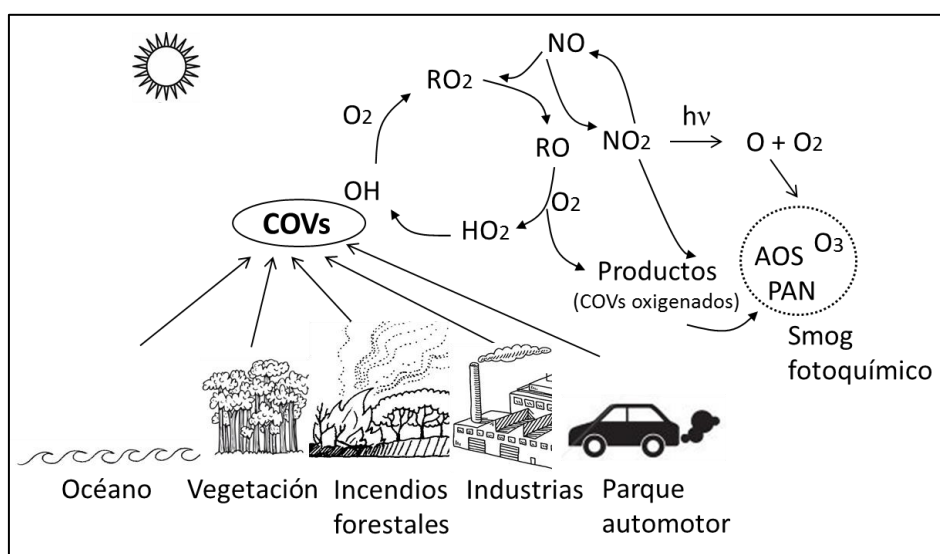 NO
RO2
O2
hν
RO
NO2
O + O2
OH
COVs
O2
HO2
O3
AOS
PAN
Productos
(COVs oxigenados)
Smog
fotoquímico
Océano
Vegetación
Incendios
forestales
Industrias
Parque
automotor